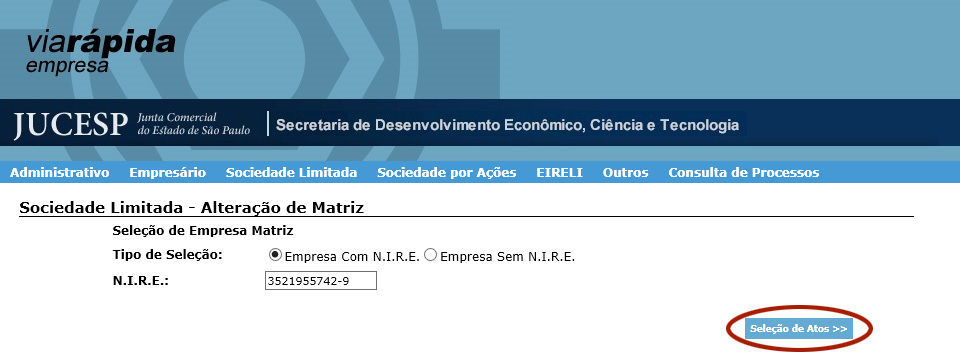 viarápida
empresa
JUCESP Junta Comercial
do Estado de São Paulo
Secretaria de Desenvolvimento Econômico, Ciência e Tecnologia
Administrativo Empresário Sociedade Limitada Sociedade por Ações EIRELI Outros Consulta de Processos
Sociedade Limitada - Alteração de Matriz
Seleção de Empresa Matriz
Tipo de Seleção: Empresa Com N.I.R.E. Empresa Sem N.I.R.E.
N.I.R.E.: 3521955742-9
Seleção de Atos >>